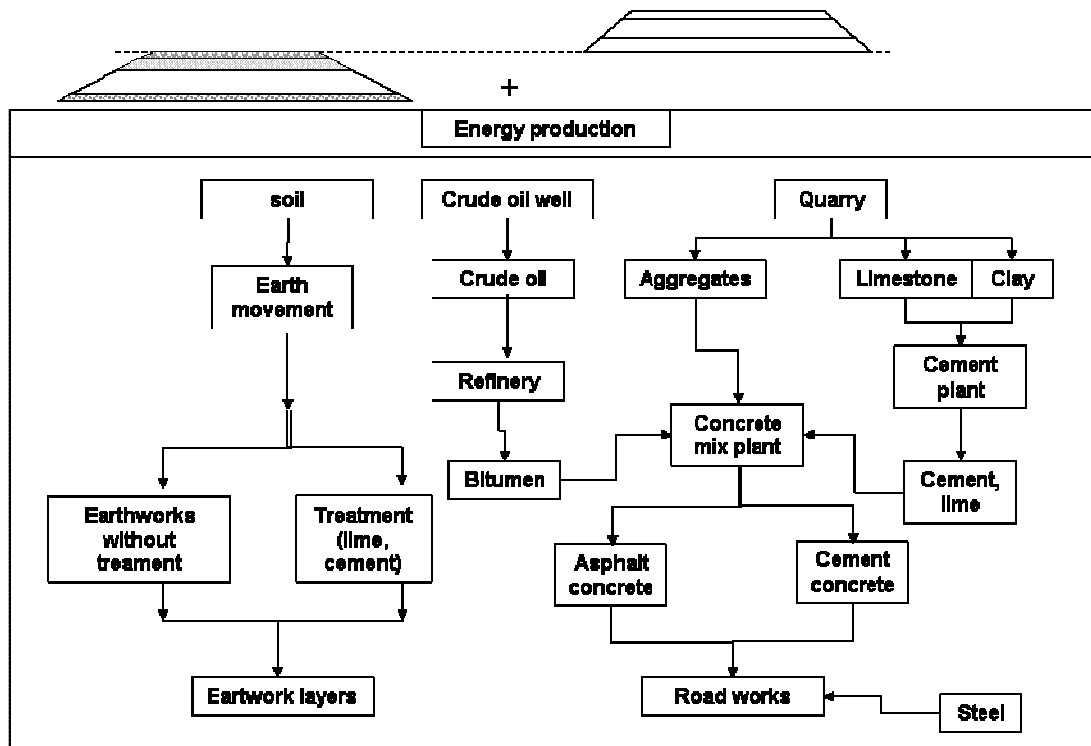 +
Energy production
soil
Crude oil well
Quarry
Earth
movement
Crude oil
Aggregates
Limestone
Clay
Refinery
Cement
plant
Concrete
mix plant
Bitumen
Cement,
lime
Earthworks
without
treament
Treatment
(lime,
cement)
Asphalt
concrete
Cement
concrete
Eartwork layers
Road works
Steel